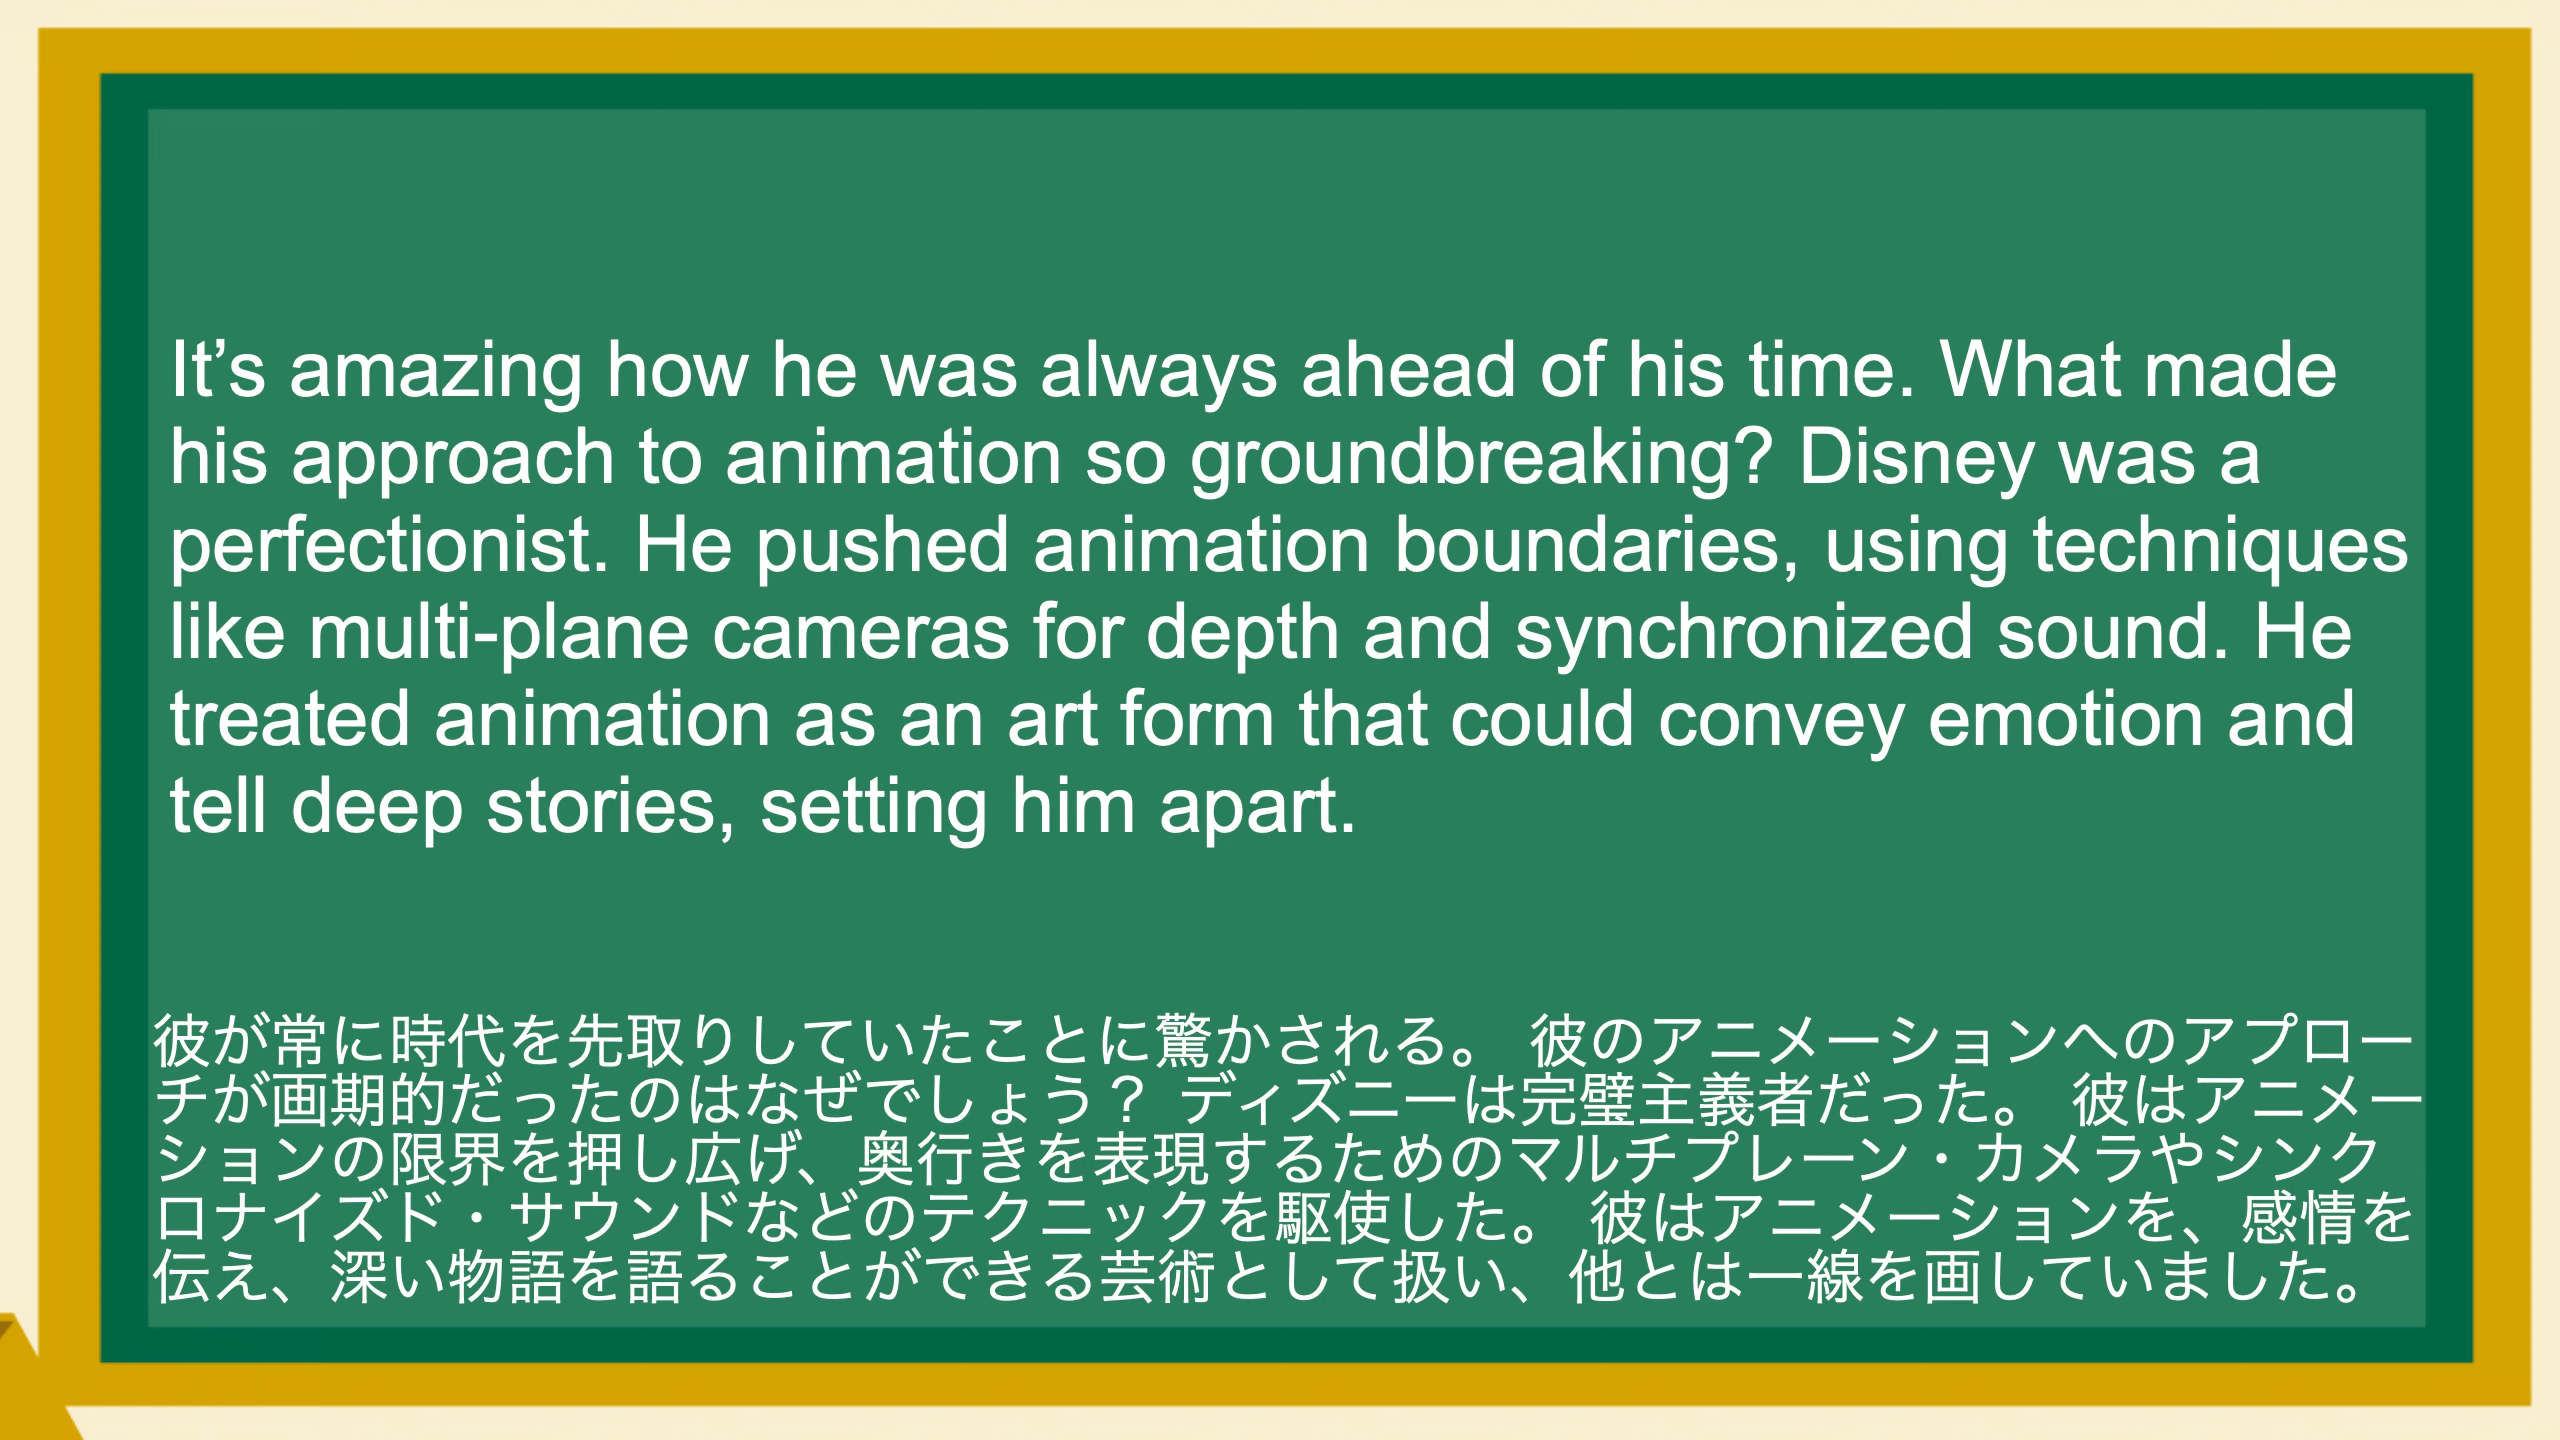 It’s amazing how he was always ahead of his time. What made
his approach to animation so groundbreaking? Disney was a
perfectionist. He pushed animation boundaries, using techniques
like multi-plane cameras for depth and synchronized sound. He
treated animation as an art form that could convey emotion and
tell deep stories, setting him apart.
彼が常に時代を先取りしていたことに驚かされる。 彼のアニメーションへのアプロー
チが画期的だったのはなぜでしょう？ ディズニーは完璧主義者だった。 彼はアニメー
ションの限界を押し広げ、奥行きを表現するためのマルチプレーン・カメラやシンク
ロナイズド・サウンドなどのテクニックを駆使した。 彼はアニメーションを、感情を
伝え、深い物語を語ることができる芸術として扱い、他とは一線を画していました。